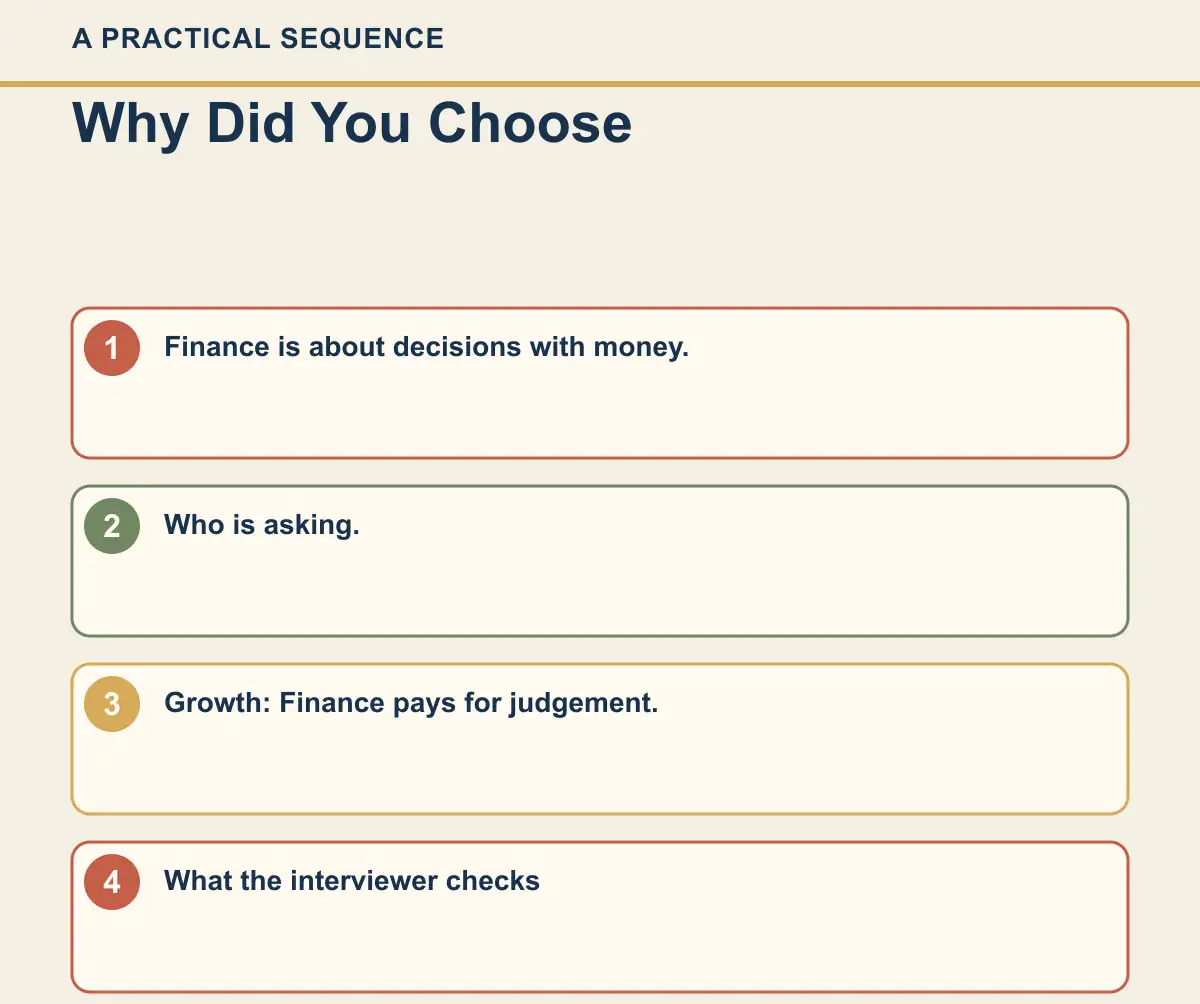 A PRACTICAL SEQUENCE
Why Did You Choose
1
Finance is about decisions with money.
2
Who is asking.
3
Growth: Finance pays for judgement.
4
What the interviewer checks